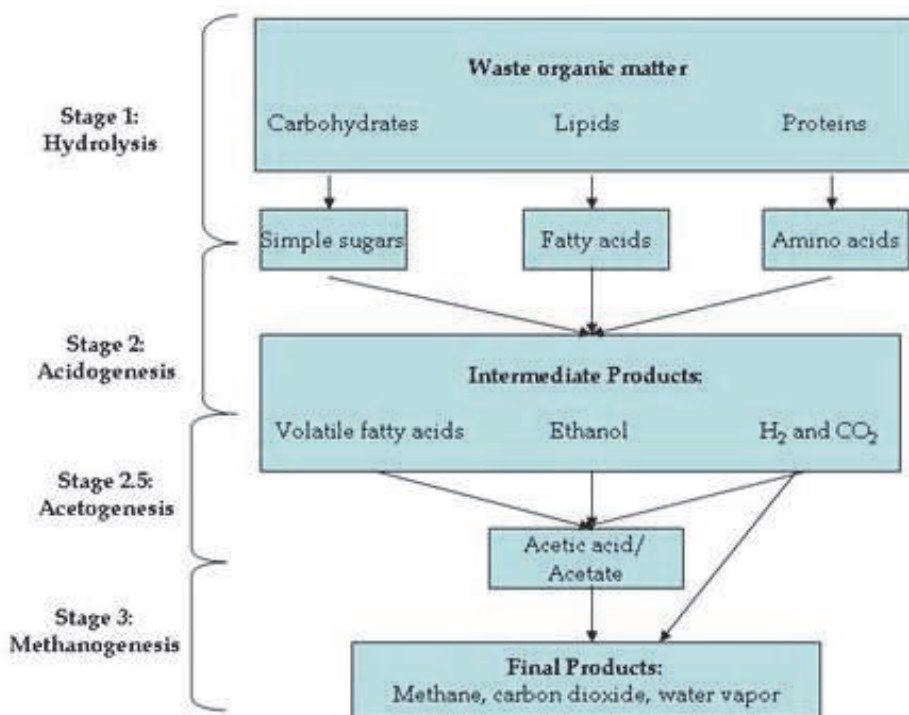 Waste organic matter
Stage 1:
Hydrolysis
Carbohydrates Lipids Proteins
Simple sugars Fatty acids Amino acids
Stage 2:
Acidogenesis
Intermediate Products:
Volatile fatty acids Ethanol H₂ and CO₂
Stage 2.5:
Acetogenesis
Acetic acid/
Acetate
Stage 3:
Methanogenesis
Final Products:
Methane, carbon dioxide, water vapor